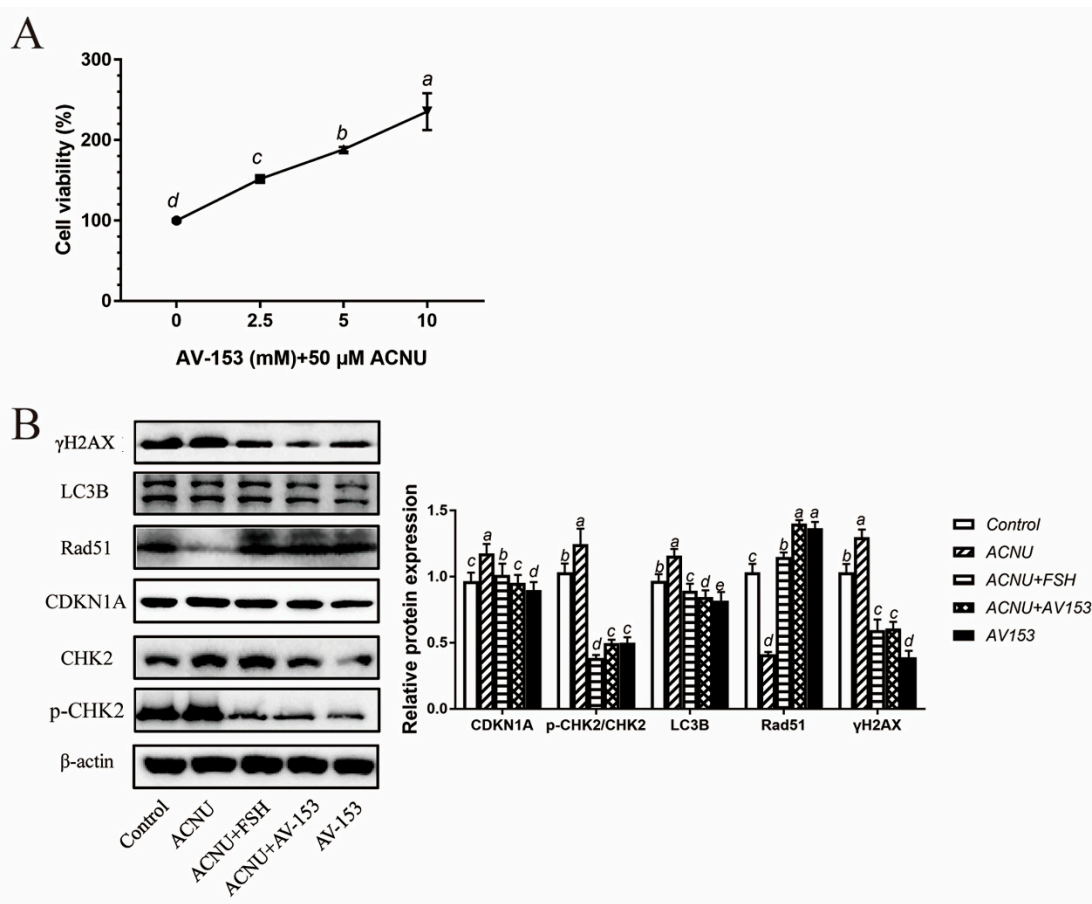 A
300
200
100
0
Cell viability (%)
d
c
b
a
0 2.5 5 10
AV-153 (mM)+50 µM ACNU
B
γH2AX
LC3B
Rad51
CDKN1A
CHK2
p-CHK2
β-actin
Control
ACNU
ACNU+FSH
ACNU+AV-153
AV-153
Relative protein expression
1.5
1.0
0.5
0.0
c a b c d
b a d c c
b a c d e
c d b a a
b a c c d
CDKN1A p-CHK2/CHK2 LC3B Rad51 γH2AX
Control
ACNU
ACNU+FSH
ACNU+AV153
AV153